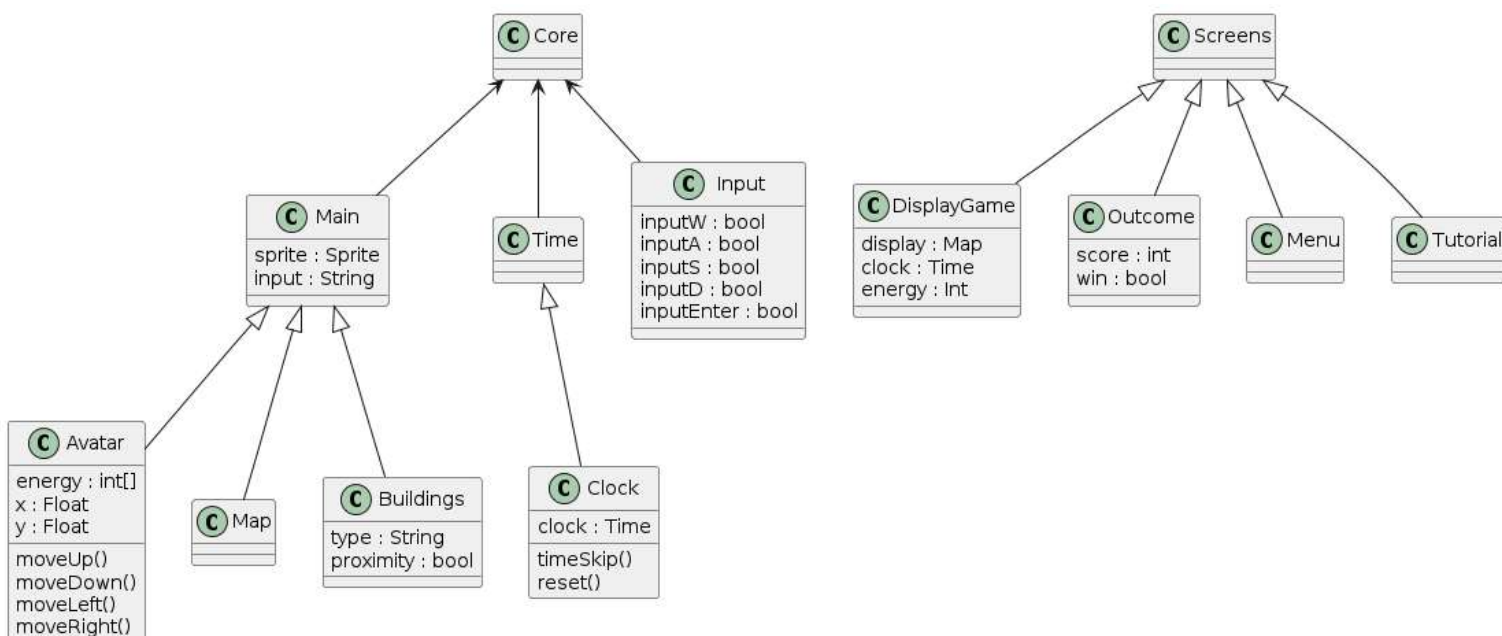 C Core
C Screens
C Main
sprite : Sprite
input : String
C Time
C Input
inputW : bool
inputA : bool
inputS : bool
inputD : bool
inputEnter : bool
C DisplayGame
display : Map
clock : Time
energy : Int
C Outcome
score : int
win : bool
C Menu
C Tutorial
C Avatar
energy : int[]
x : Float
y : Float
moveUp()
moveDown()
moveLeft()
moveRight()
C Map
C Buildings
type : String
proximity : bool
C Clock
clock : Time
timeSkip()
reset()